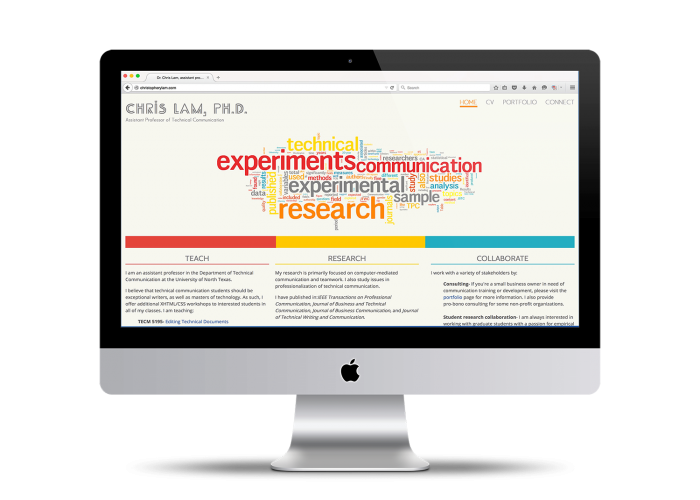 Dr. Chris Lam, assistant pro...
christopherjlam.com
Search
CHRIS LAM, PH.D.
Assistant Professor of Technical Communication
HOME CV PORTFOLIO CONNECT
technical
researchers
experiments communication
used methods study also studies
published experimental analysis
data sample
research journals TPC
TEACH
I am an assistant professor in the Department of Technical
Communication at the University of North Texas.
I believe that technical communication students should be
exceptional writers, as well as masters of technology. As such, I
offer additional XHTML/CSS workshops to interested students in
all of my classes. I am teaching:
TECM 5195- Editing Technical Documents
RESEARCH
My research is primarily focused on computer-mediated
communication and teamwork. I also study issues in
professionalization of technical communication.
I have published in IEEE Transactions on Professional
Communication, Journal of Business and Technical
Communication, Journal of Business Communication, and Journal
of Technical Writing and Communication.
COLLABORATE
I work with a variety of stakeholders by:
Consulting- If you're a small business owner in need of
communication training or development, please visit the
portfolio page for more information. I also provide
pro-bono consulting for some non-profit organizations.
Student research collaboration- I am always interested in
working with graduate students with a passion for empirical